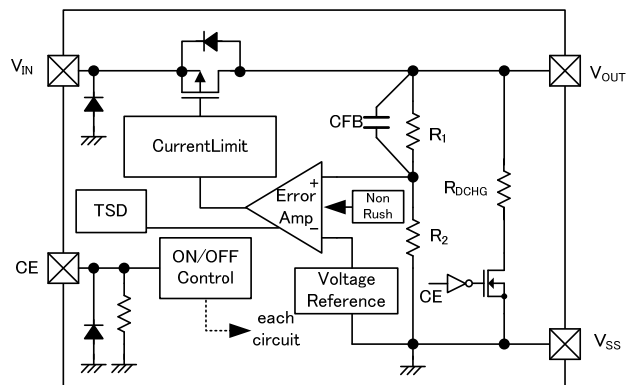 VIN
VOUT
CFB
R1
CurrentLimit
RDCHG
+
Error
Amp
−
Non
Rush
TSD
R2
CE
ON/OFF
Control
Voltage
Reference
CE
each
circuit
VSS